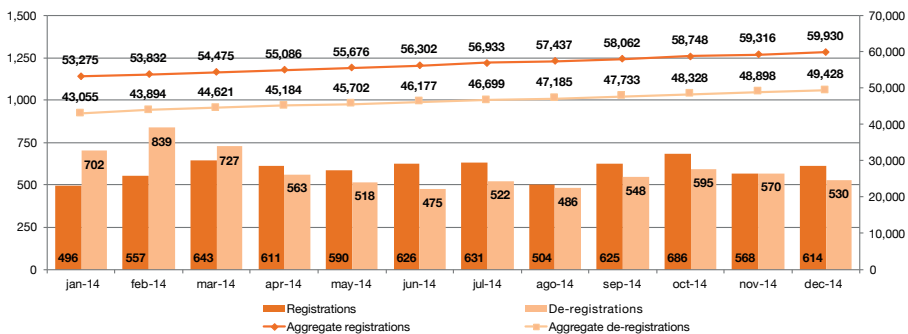 1,500 70,000
53,275 53,832 54,475 55,086 55,676 56,302 56,933 57,437 58,062 58,748 59,316 59,930
1,250 60,000
43,055 43,894 44,621 45,184 45,702 46,177 46,699 47,185 47,733 48,328 48,898 49,428
50,000
1,000
40,000
750
702 839 727 563 518 475 522 486 548 595 570 530
30,000
500
20,000
250
10,000
496 557 643 611 590 626 631 504 625 686 568 614
0 0
jan-14 feb-14 mar-14 apr-14 may-14 jun-14 jul-14 ago-14 sep-14 oct-14 nov-14 dec-14
Registrations De-registrations
Aggregate registrations Aggregate de-registrations